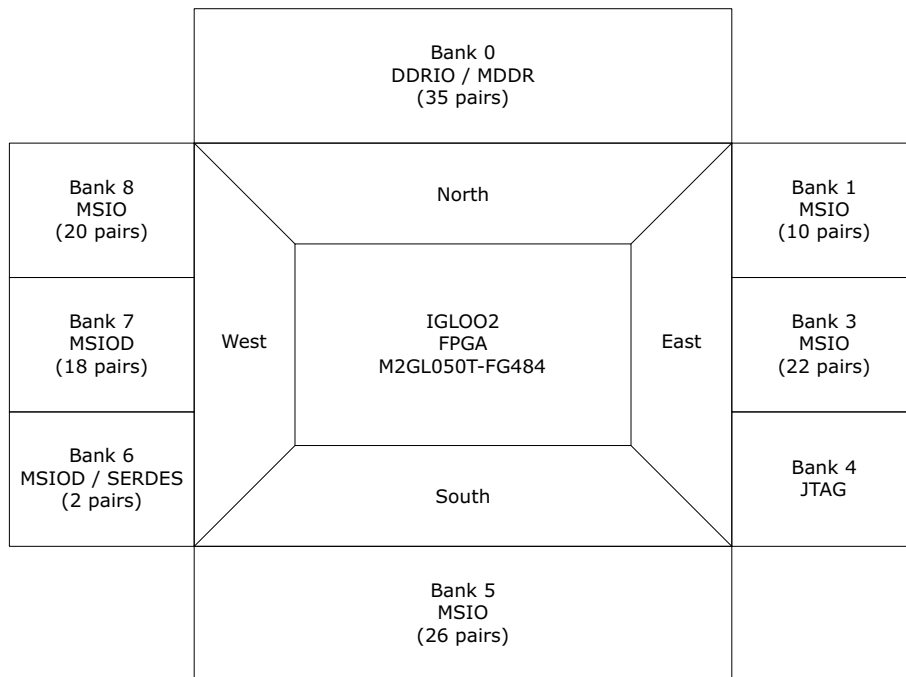 Bank 0
DDRIO / MDDR
(35 pairs)
Bank 8
MSIO
(20 pairs)
North
Bank 1
MSIO
(10 pairs)
Bank 7
MSIOD
(18 pairs)
West
IGLOO2
FPGA
M2GL050T-FG484
East
Bank 3
MSIO
(22 pairs)
Bank 6
MSIOD / SERDES
(2 pairs)
South
Bank 4
JTAG
Bank 5
MSIO
(26 pairs)